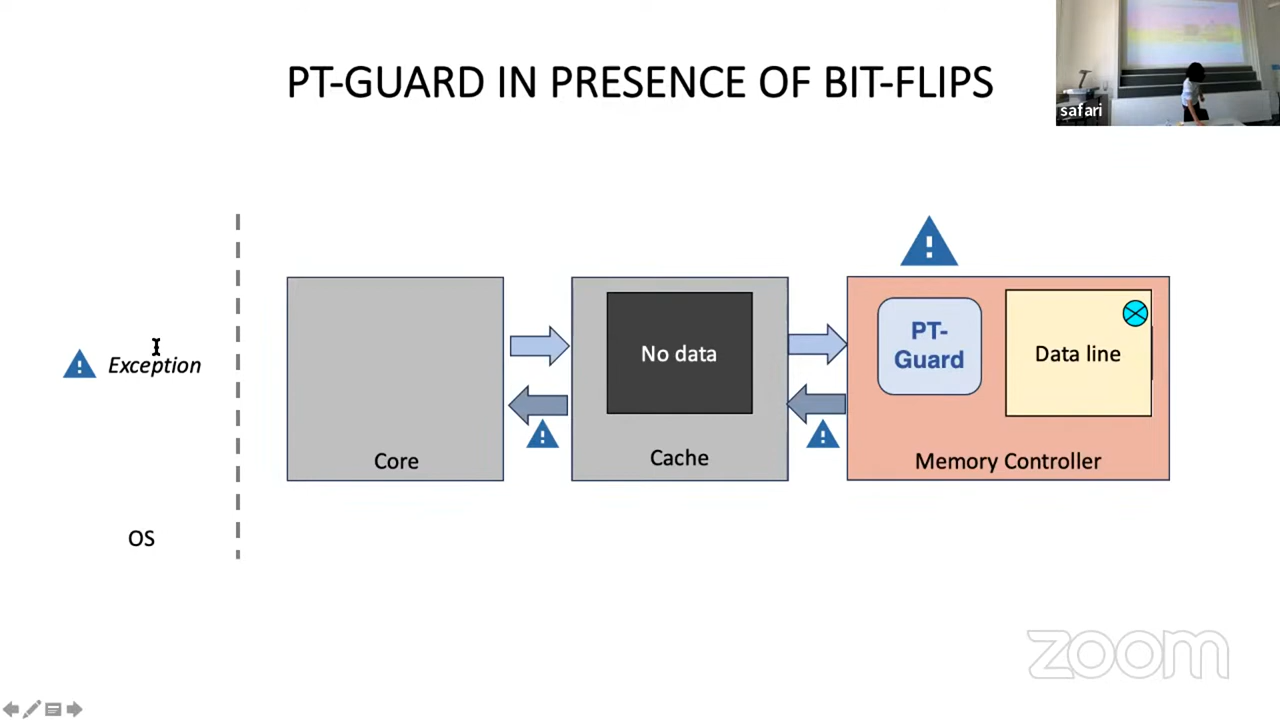 PT-GUARD IN PRESENCE OF BIT-FLIPS
safari
Exception
OS
Core
No data
Cache
PT-
Guard
Data line
Memory Controller
zoom